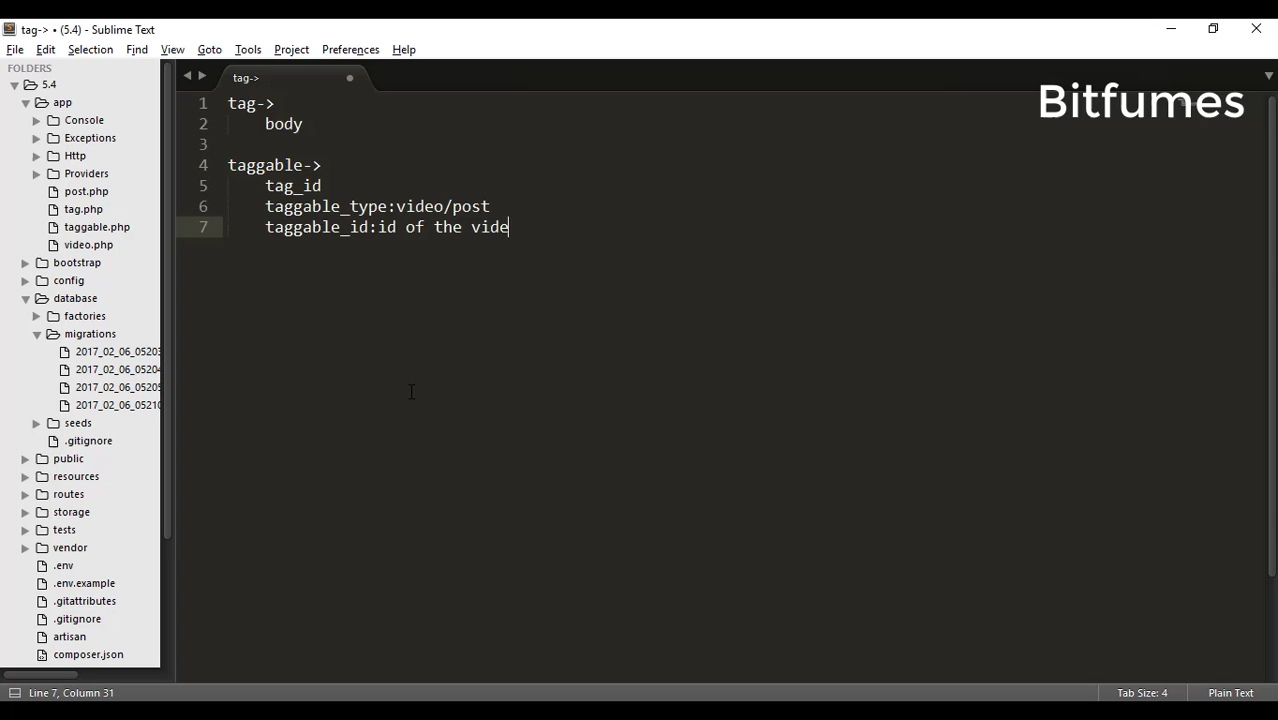 tag-> • (5.4) - Sublime Text
File Edit Selection Find View Goto Tools Project Preferences Help
FOLDERS
5.4
app
Console
Exceptions
Http
Providers
post.php
tag.php
taggable.php
video.php
bootstrap
config
database
factories
migrations
2017_02_06_05203
2017_02_06_05204
2017_02_06_05205
2017_02_06_05210
seeds
.gitignore
public
resources
routes
storage
tests
vendor
.env
.env.example
.gitattributes
.gitignore
artisan
composer.json
tag->
Bitfumes
1 tag->
2 body
3
4 taggable->
5 tag_id
6 taggable_type:video/post
7 taggable_id:id of the vide
Line 7, Column 31
Tab Size: 4
Plain Text